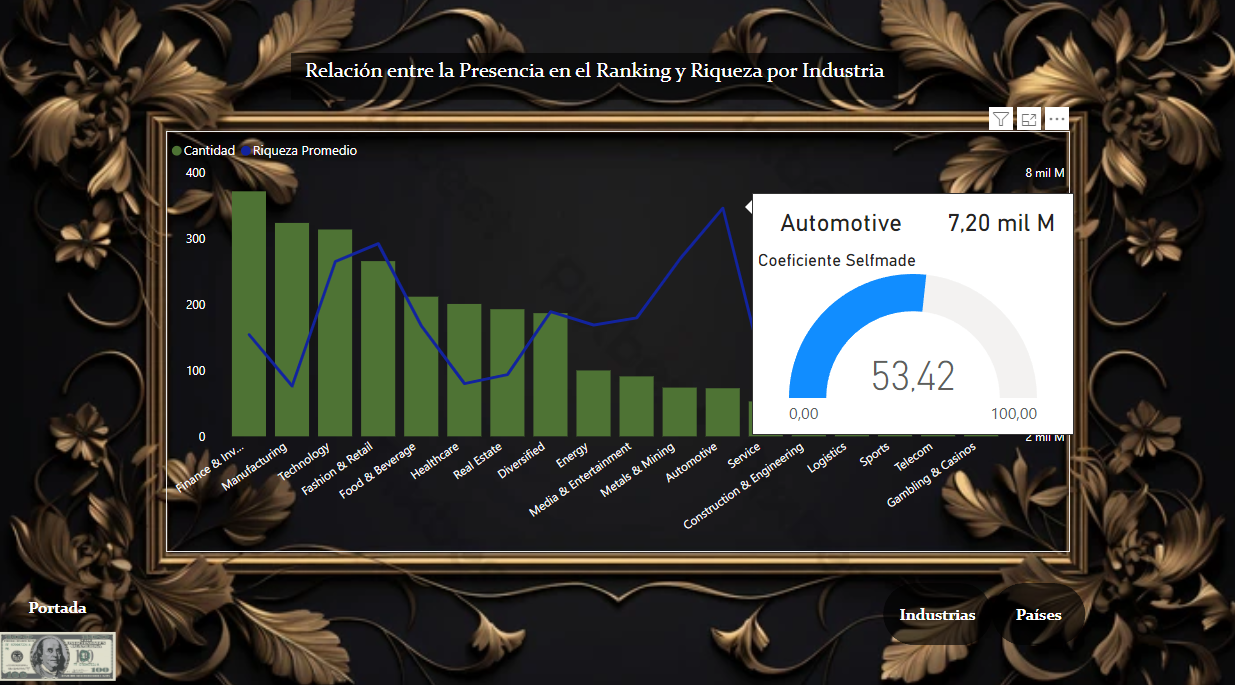 Relación entre la Presencia en el Ranking y Riqueza por Industria
Cantidad Riqueza Promedio
400
8 mil M
300
200
100
0
2 mil M
Automotive 7,20 mil M
Coeficiente Selfmade
53,42
0,00 100,00
Finance & Inv...
Manufacturing
Technology
Fashion & Retail
Food & Beverage
Healthcare
Real Estate
Diversified
Energy
Media & Entertainment
Metals & Mining
Automotive
Service
Construction & Engineering
Logistics
Sports
Telecom
Gambling & Casinos
Portada
Industrias
Países
100